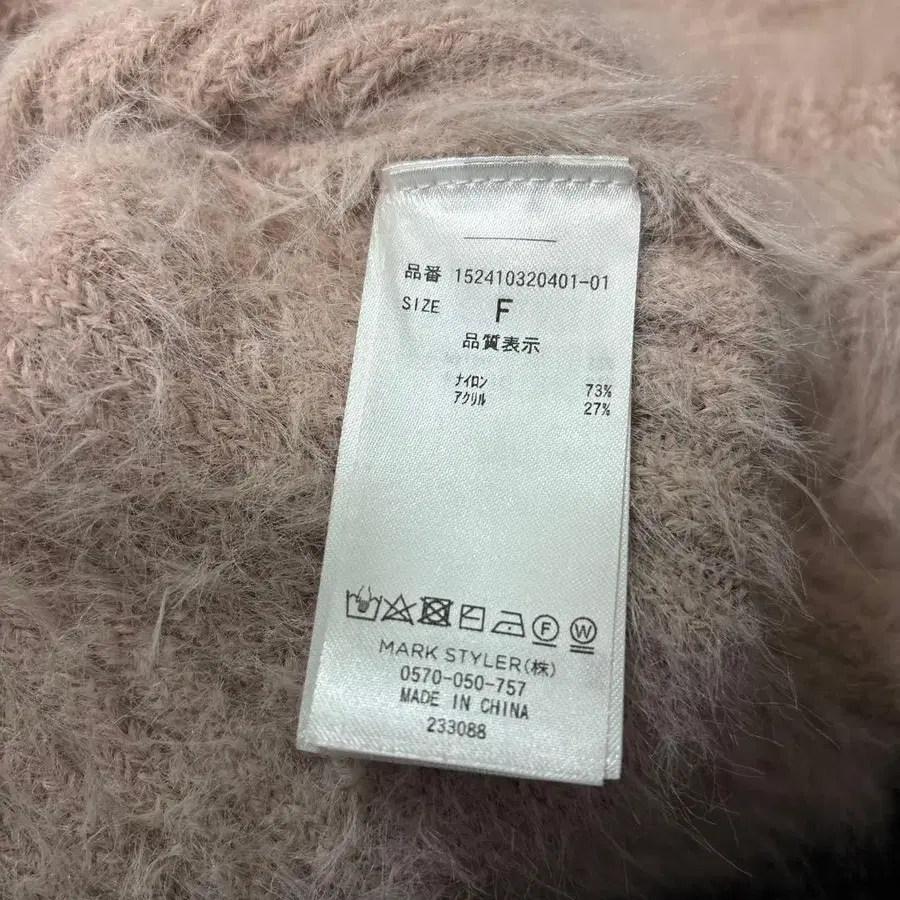 品番 152410320401-01
SIZE F
品質表示
ナイロン 73%
アクリル 27%
F W
MARK STYLER(株)
0570-050-757
MADE IN CHINA
233088